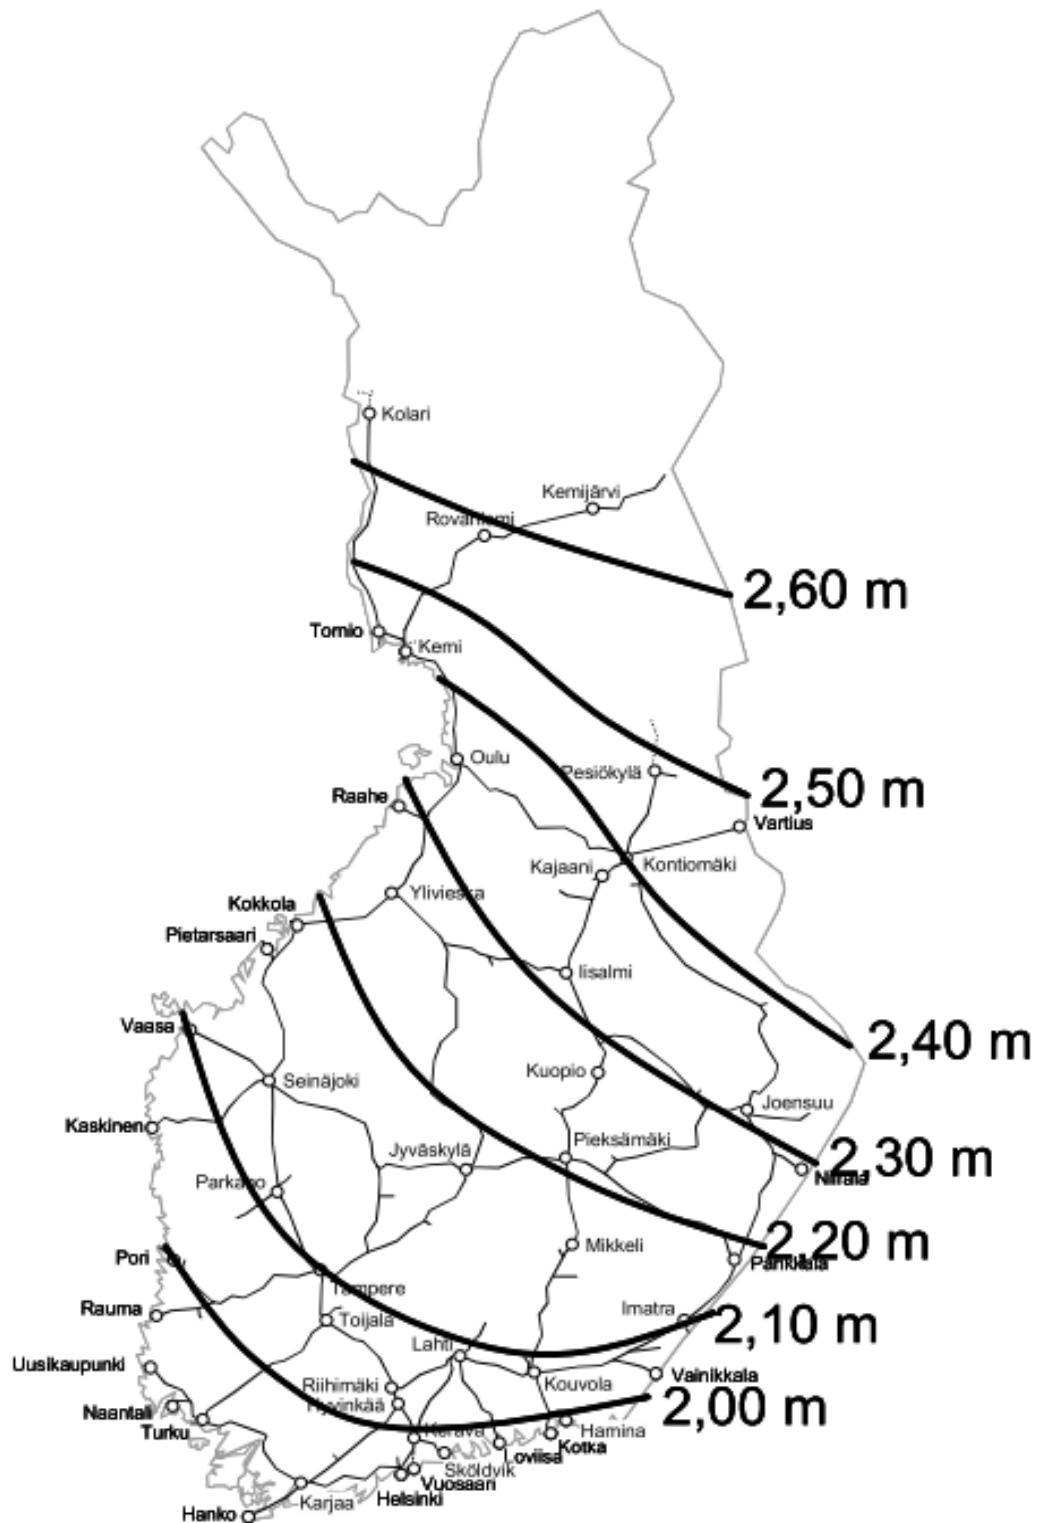 Kolari
Kemijärvi
Rovaniemi
2,60 m
Tornio
Kemi
Oulu
Pesiökylä
2,50 m
Raahe
Vartius
Kajaani
Kontiomäki
Ylivieska
Kokkola
Pietarsaari
Iisalmi
Vaasa
2,40 m
Kuopio
Seinäjoki
Joensuu
Kaskinen
Pieksämäki
Jyväskylä
2,30 m
Niirala
Parkano
2,20 m
Mikkeli
Pori
Parikkala
Tampere
Rauma
Imatra
Toijala
2,10 m
Lahti
Uusikaupunki
Vainikkala
Kouvola
Riihimäki
Hyvinkää
2,00 m
Naantali
Turku
Kerava
Hamina
Kotka
Loviisa
Sköldvik
Vuosaari
Helsinki
Karjaa
Hanko